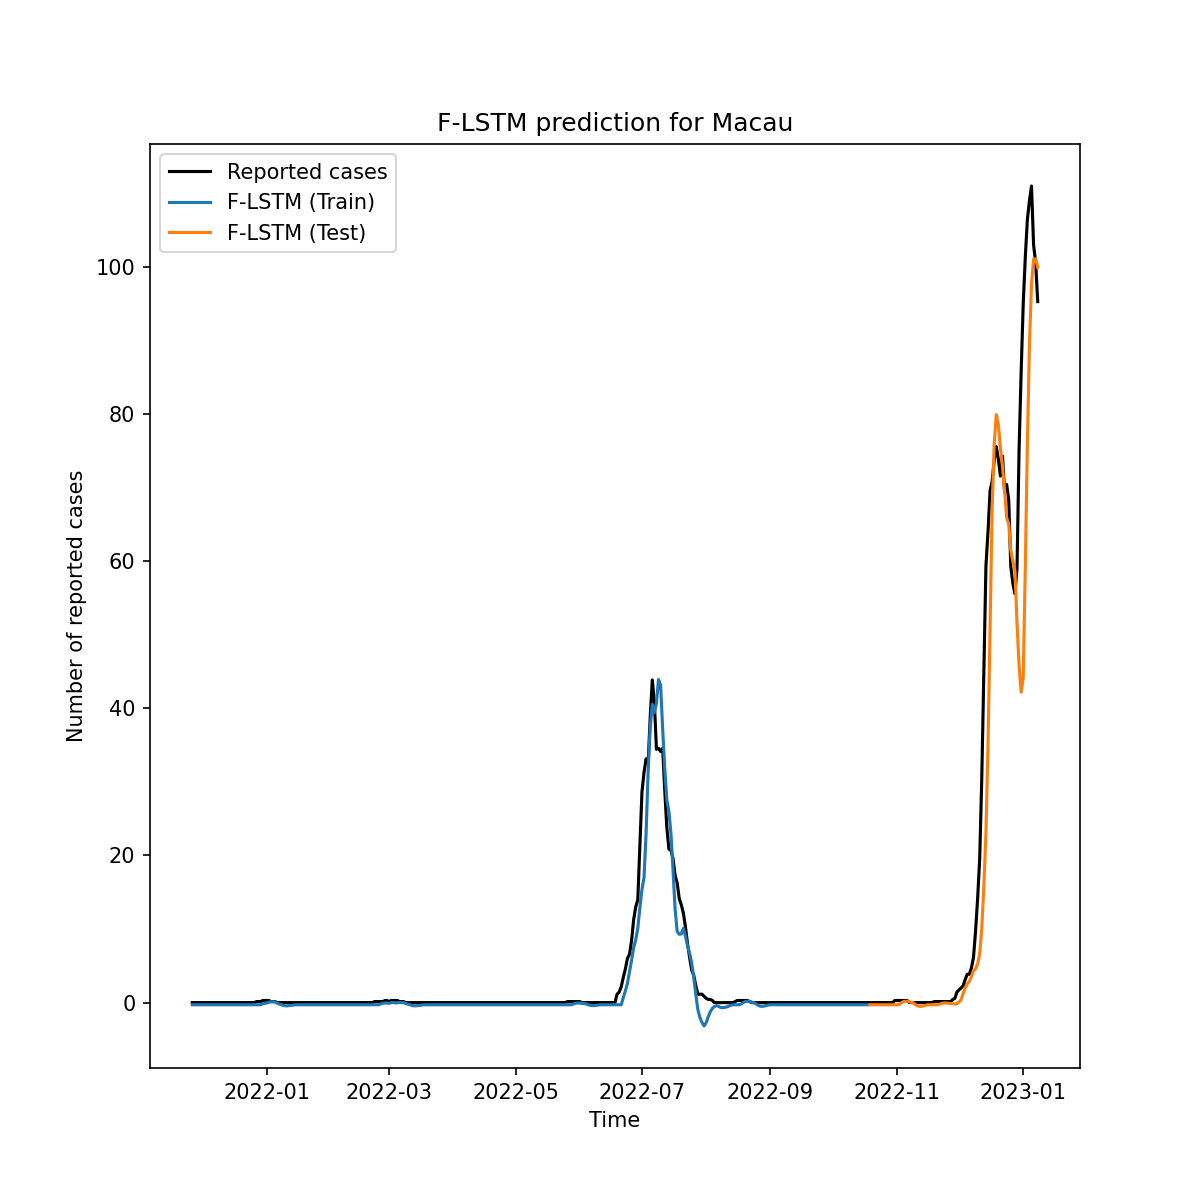 F-LSTM prediction for Macau
Reported cases
F-LSTM (Train)
F-LSTM (Test)
Number of reported cases
100
80
60
40
20
0
2022-01 2022-03 2022-05 2022-07 2022-09 2022-11 2023-01
Time